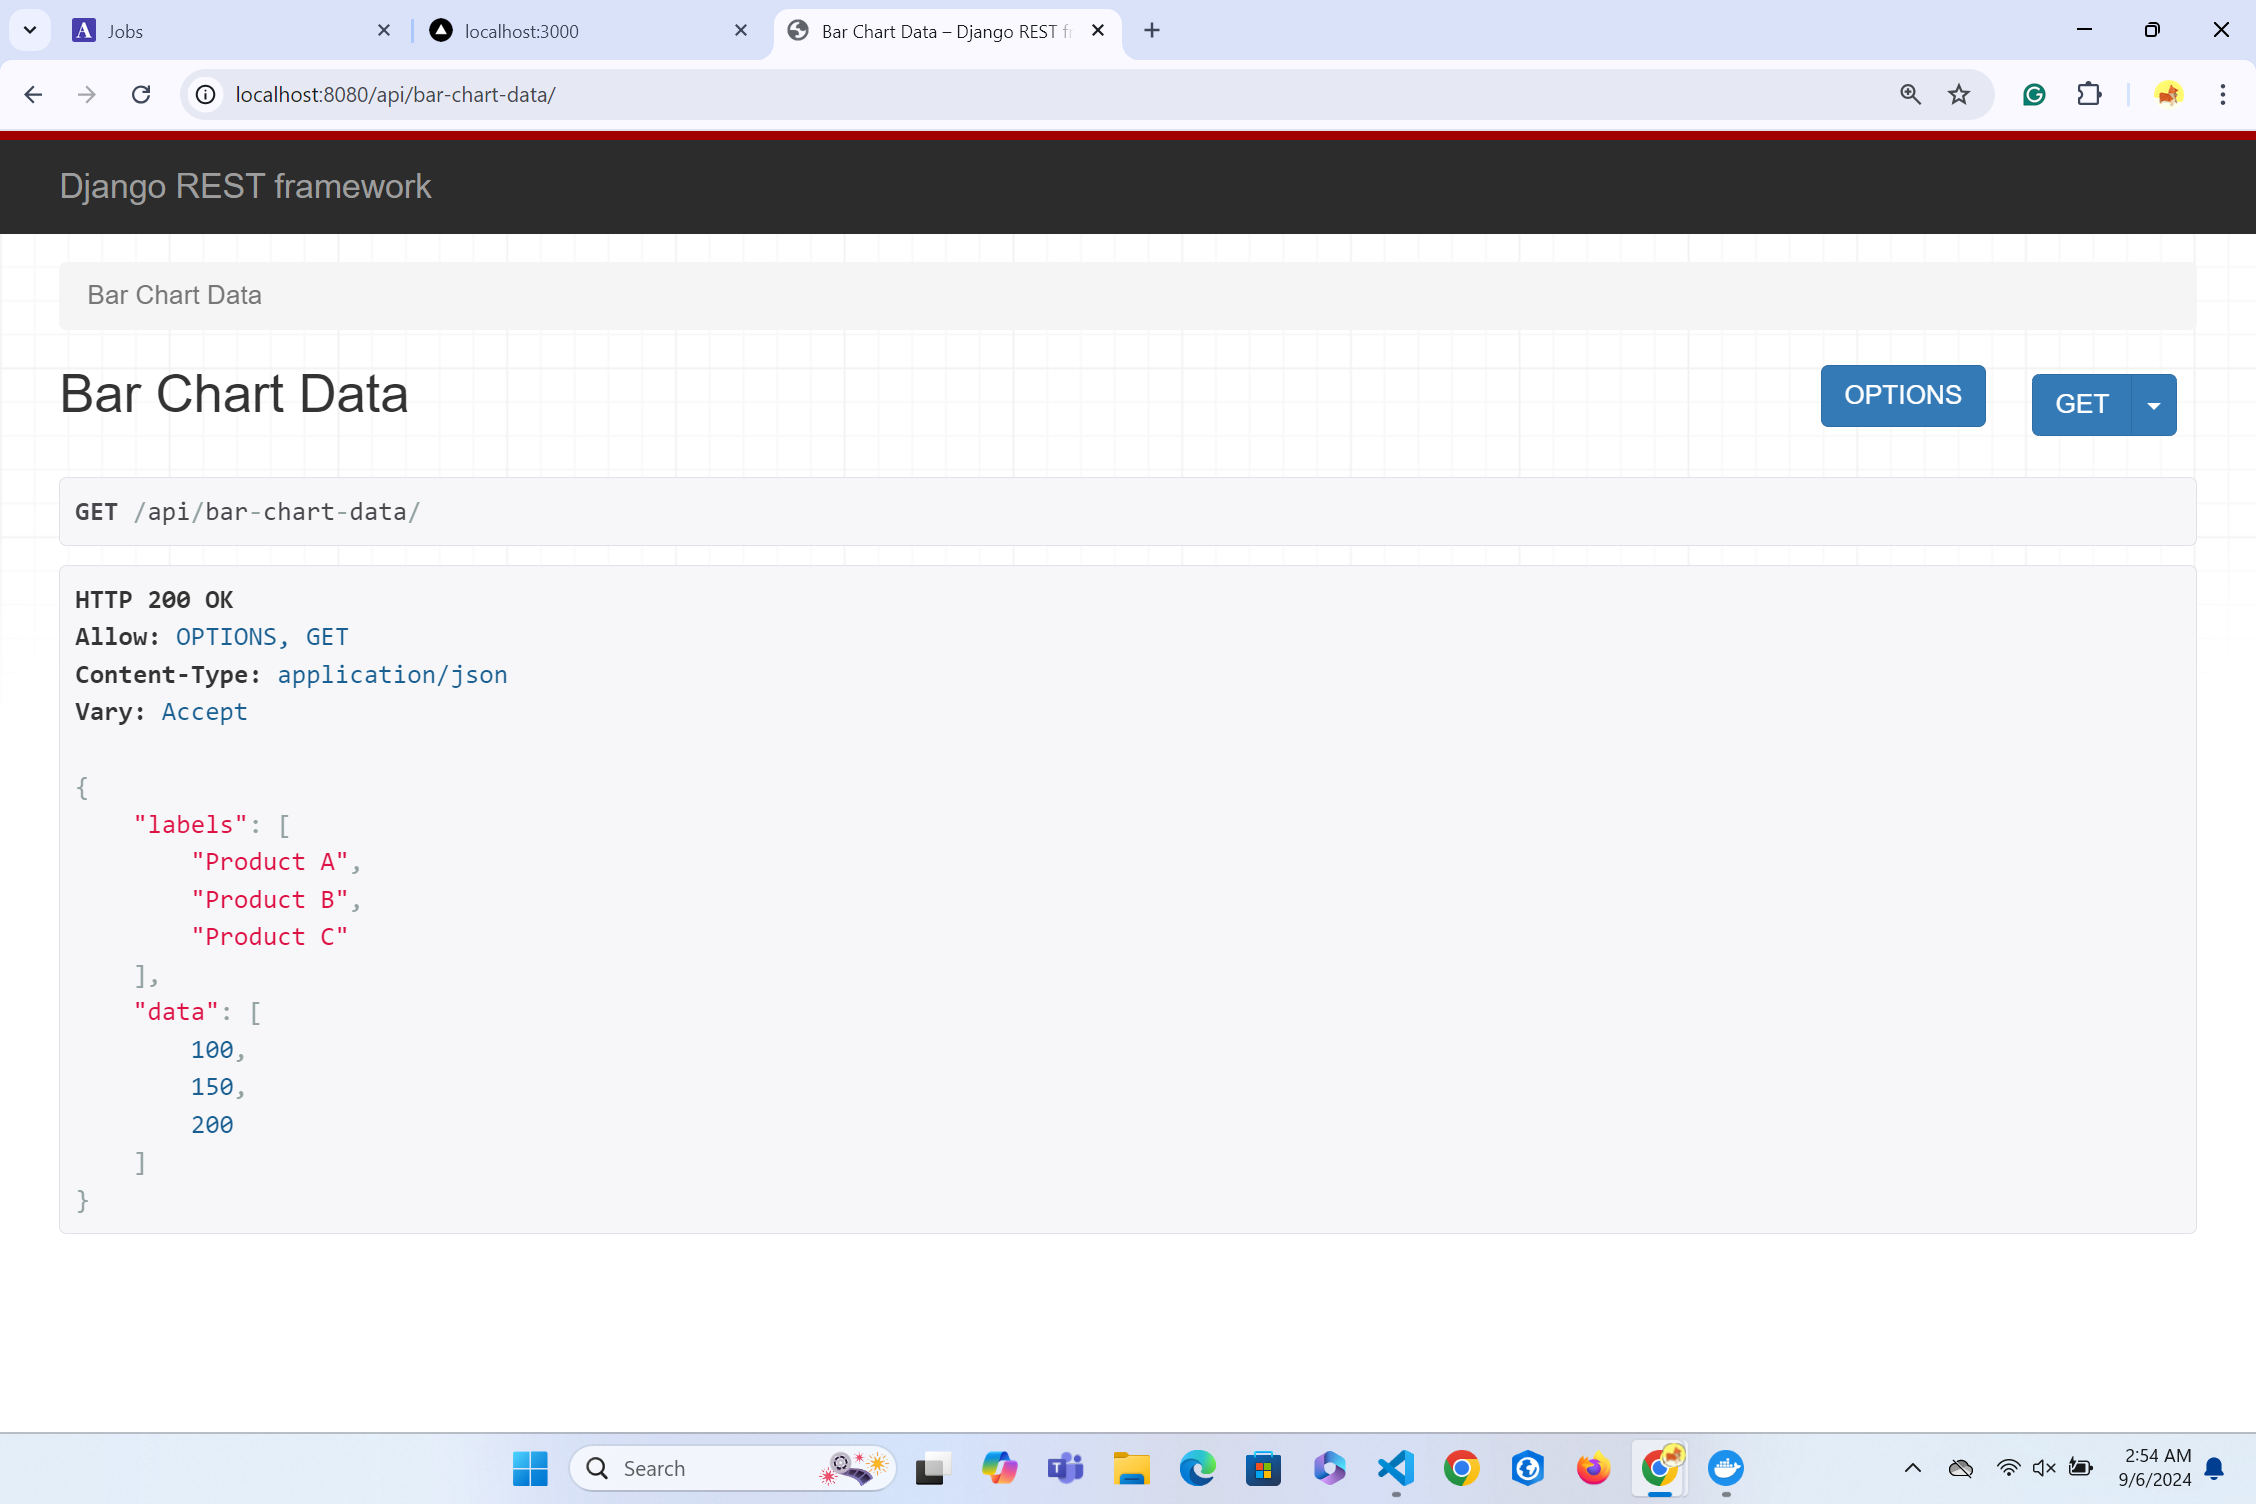 Jobs
localhost:3000
Bar Chart Data – Django REST f
localhost:8080/api/bar-chart-data/
Django REST framework
Bar Chart Data
Bar Chart Data
OPTIONS
GET
GET /api/bar-chart-data/
HTTP 200 OK
Allow: OPTIONS, GET
Content-Type: application/json
Vary: Accept
{
    "labels": [
        "Product A",
        "Product B",
        "Product C"
    ],
    "data": [
        100,
        150,
        200
    ]
}
Search
2:54 AM
9/6/2024